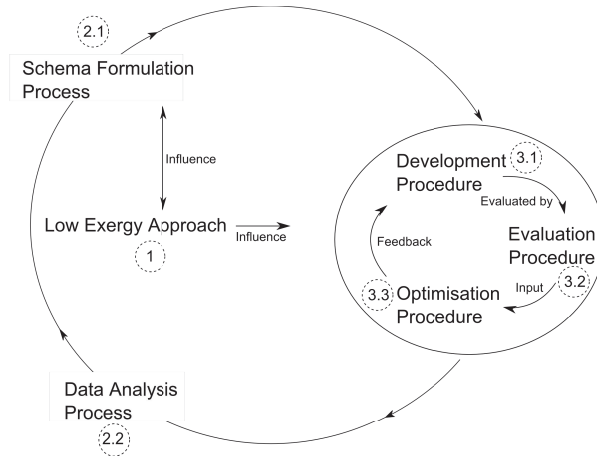 2.1
Schema Formulation
Process
Influence
Low Exergy Approach
Influence
1
Development
Procedure
3.1
Evaluated by
Evaluation
Procedure
3.2
Input
Feedback
3.3
Optimisation
Procedure
Data Analysis
Process
2.2